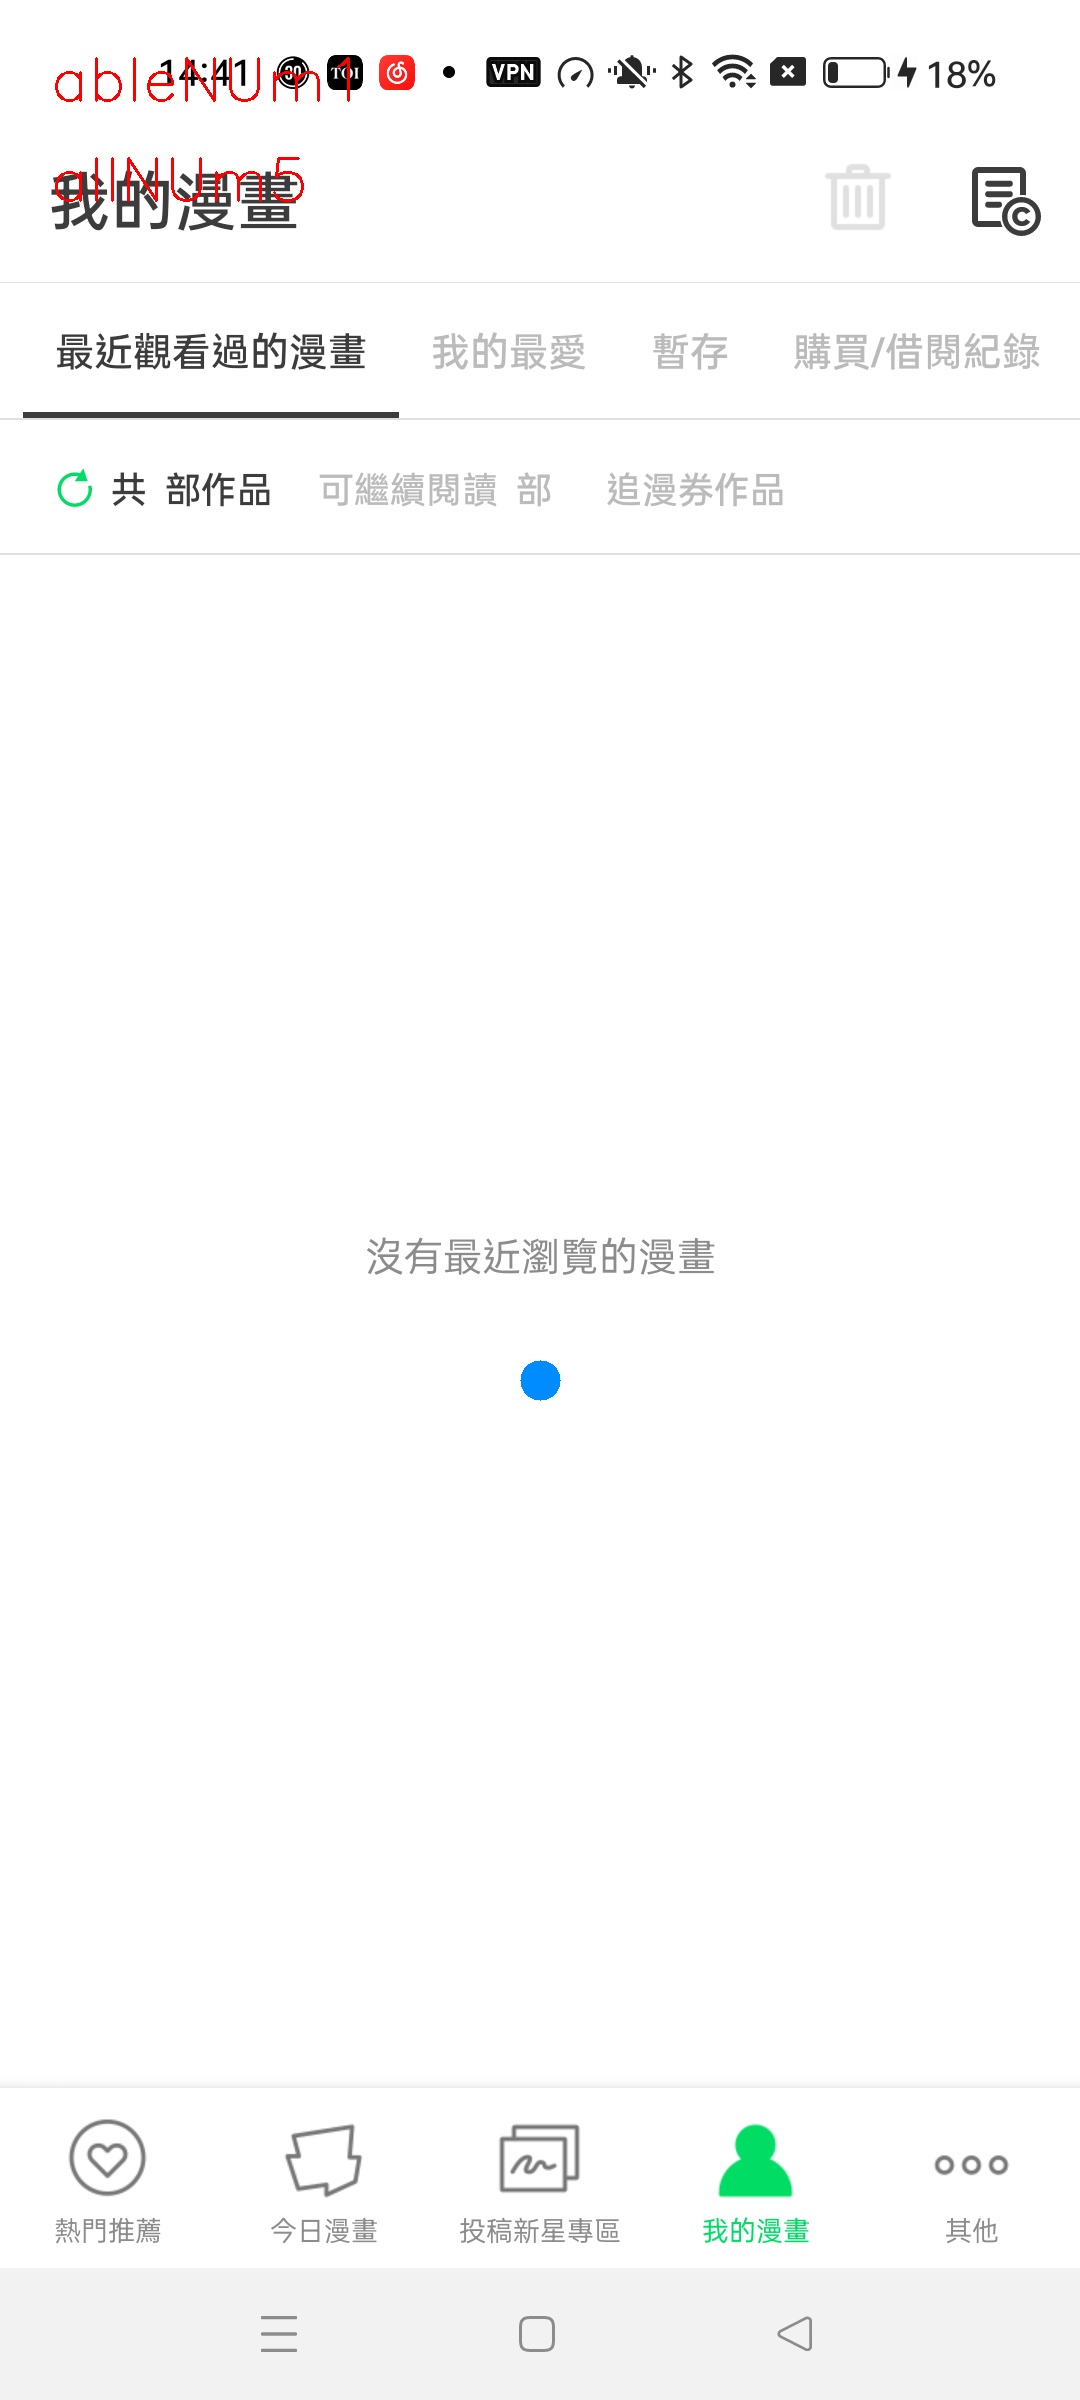 ableNUm1
14:41 30 TOI VPN 18%
allNUm5
我的漫畫
最近觀看過的漫畫 我的最愛 暫存 購買/借閱紀錄
共 部作品 可繼續閱讀 部 追漫券作品
沒有最近瀏覽的漫畫
熱門推薦 今日漫畫 投稿新星專區 我的漫畫 其他